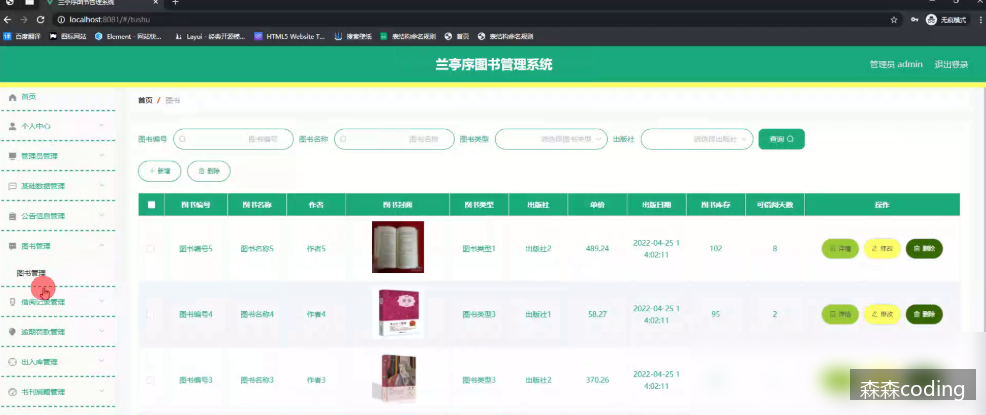 兰亭序图书管理系统
localhost:8081/#/tushu
无痕模式
百度翻译 图标网站 Element - 网站快... Layui - 经典开源模... HTML5 Website T... 搜索壁纸 表结构命名规则 首页 表结构命名规则
兰亭序图书管理系统
管理员 admin 退出登录
首页
个人中心
管理员管理
基础数据管理
公告信息管理
图书管理
图书管理
借阅记录管理
逾期罚款管理
出入库管理
首页 / 图书
图书编号 图书编号 图书名称 图书名称 图书类型 请选择图书类型 出版社 请选择出版社 查询
+ 新增 删除
图书编号 图书名称 作者 图书封面 图书类型 出版社 单价 出版日期 图书库存 可借阅天数 操作
图书编号5 图书名称5 作者5 图书类型1 出版社2 489.24 2022-04-25 1 102 8 详情 修改 删除
4:02:11
图书编号4 图书名称4 作者4 图书类型3 出版社1 58.27 2022-04-25 1 95 2 详情 修改 删除
4:02:11
图书编号3 图书名称3 作者3 图书类型3 出版社2 370.26 2022-04-25 1
4:02:11
森森coding